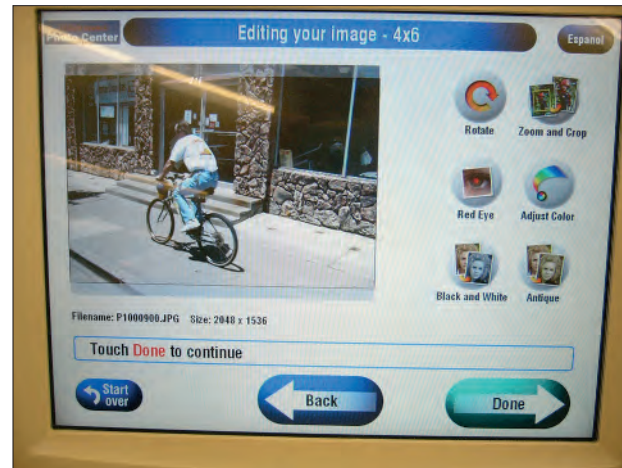 Photo Center
Editing your image - 4x6
Espanol
Rotate
Zoom and Crop
Red Eye
Adjust Color
Black and White
Antique
Filename: P1000900.JPG Size: 2048 x 1536
Touch Done to continue
Start
over
Back
Done